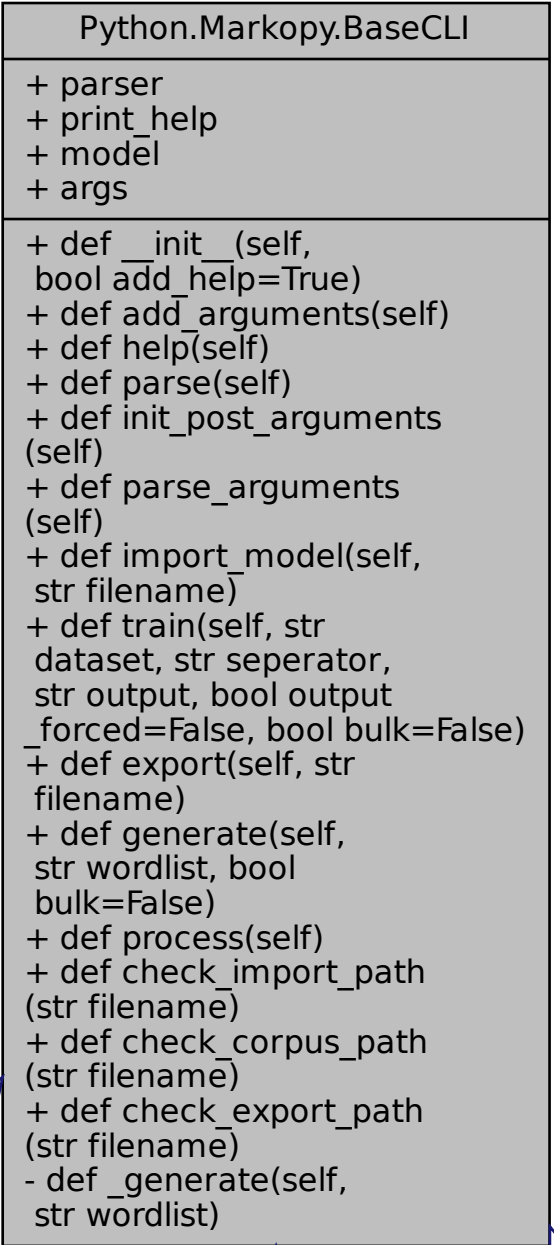 Python.Markopy.BaseCLI
+ parser
+ print_help
+ model
+ args
+ def __init__(self,
bool add_help=True)
+ def add_arguments(self)
+ def help(self)
+ def parse(self)
+ def init_post_arguments
(self)
+ def parse_arguments
(self)
+ def import_model(self,
str filename)
+ def train(self, str
dataset, str seperator,
str output, bool output
_forced=False, bool bulk=False)
+ def export(self, str
filename)
+ def generate(self,
str wordlist, bool
bulk=False)
+ def process(self)
+ def check_import_path
(str filename)
+ def check_corpus_path
(str filename)
+ def check_export_path
(str filename)
- def _generate(self,
str wordlist)